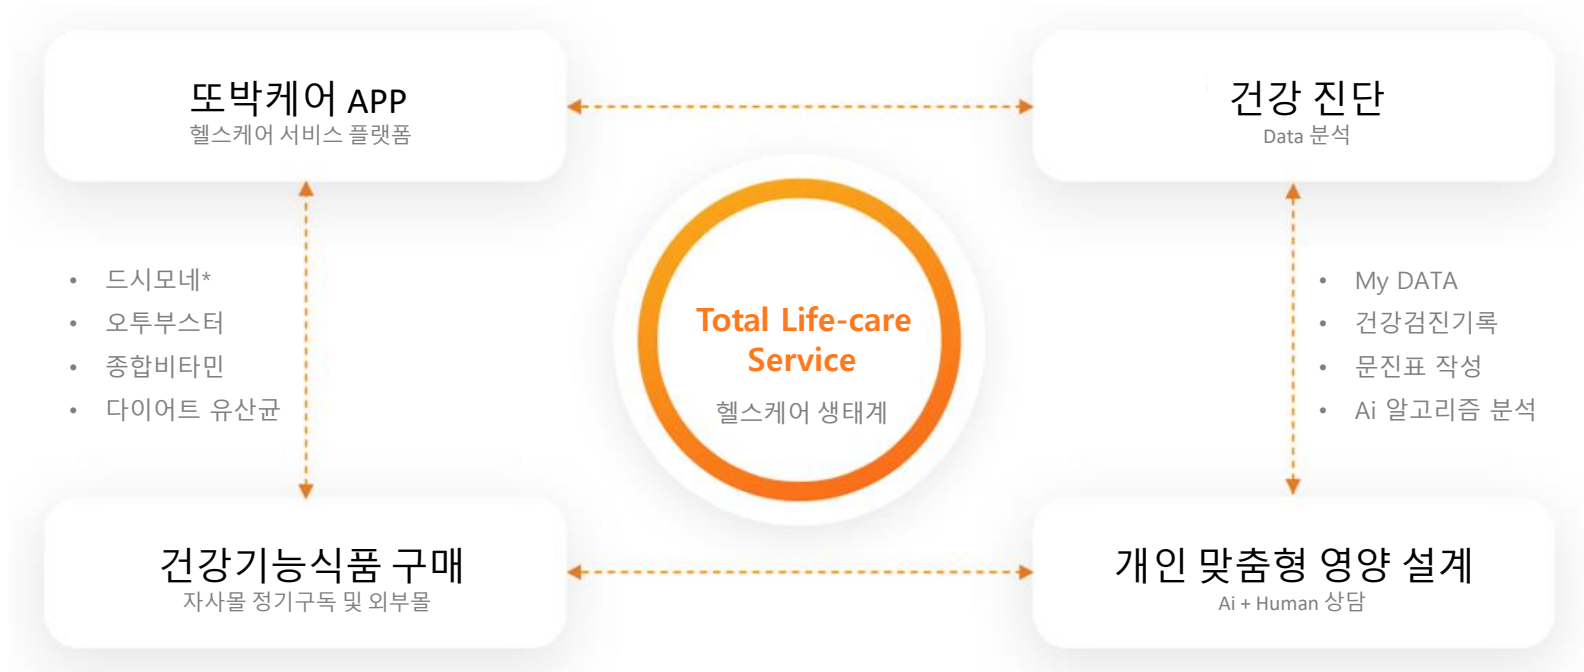 또박케어 APP
헬스케어 서비스 플랫폼
건강 진단
Data 분석
• 드시모네*
• 오투부스터
• 종합비타민
• 다이어트 유산균
Total Life-care
Service
헬스케어 생태계
• My DATA
• 건강검진기록
• 문진표 작성
• Ai 알고리즘 분석
건강기능식품 구매
자사몰 정기구독 및 외부몰
개인 맞춤형 영양 설계
Ai + Human 상담